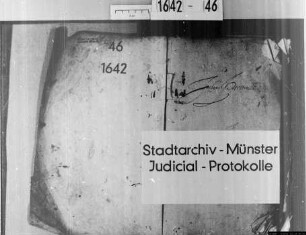 1642 - 46
46
1642
Stadtarchiv - Münster
Judicial - Protokolle